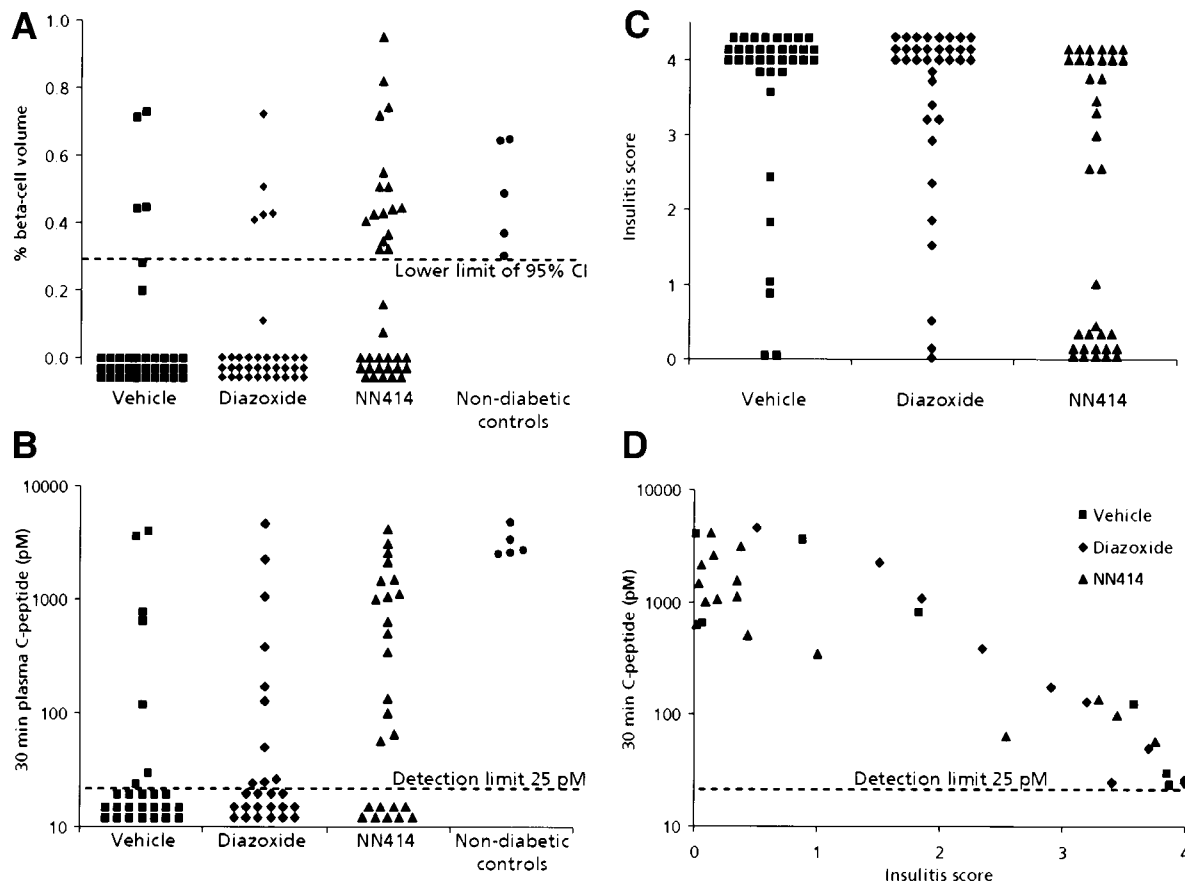 A
1.0
0.8
0.6
0.4
0.2
0.0
% beta-cell volume
Lower limit of 95% CI
Vehicle
Diazoxide
NN414
Non-diabetic
controls
C
4
3
2
1
0
Insulitis score
Vehicle
Diazoxide
NN414
B
10000
1000
100
10
30 min plasma C-peptide (pM)
Detection limit 25 pM
Vehicle
Diazoxide
NN414
Non-diabetic
controls
D
10000
1000
100
10
30 min C-peptide (pM)
Vehicle
Diazoxide
NN414
Detection limit 25 pM
0
1
2
3
4
Insulitis score